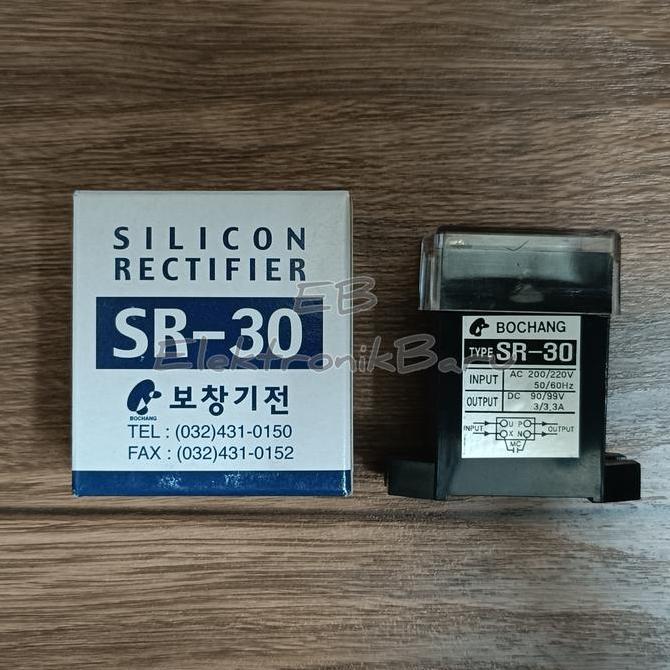 SILICON
RECTIFIER
SR-30
BOCHANG
보창기전
TEL : (032)431-0150
FAX : (032)431-0152
EB
ElektronikBaru
BOCHANG
TYPE SR-30
INPUT AC 200/220V
50/60Hz
OUTPUT DC 90/99V
3/3,3A
INPUT U P OUTPUT
X N
MC